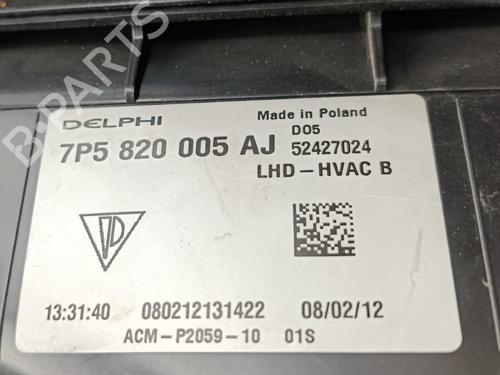 DELPHI
Made in Poland
7P5 820 005 AJ
D05
52427024
LHD-HVAC B
13:31:40 080212131422 08/02/12
ACM-P2059-10 01S